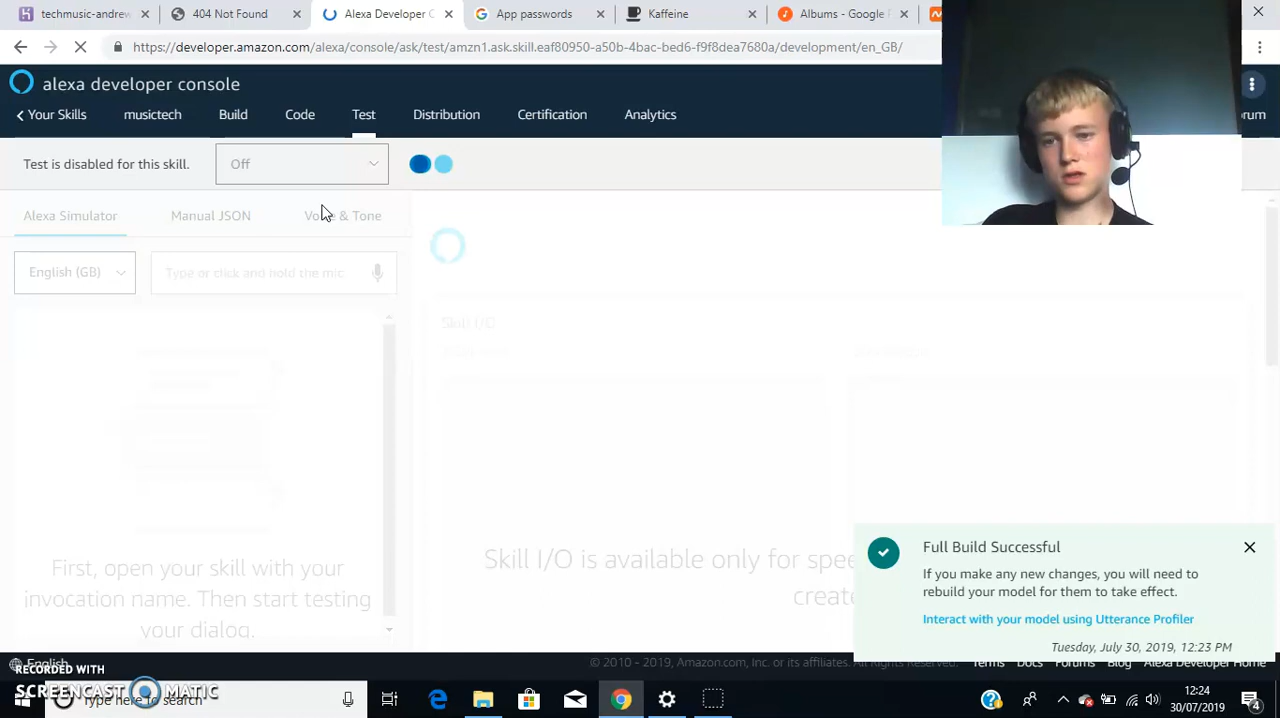 techmusic-andrew
404 Not Found
Alexa Developer C
App passwords
Kaffeine
Albums - Google P
https://developer.amazon.com/alexa/console/ask/test/amzn1.ask.skill.eaf80950-a50b-4bac-bed6-f9f8dea7680a/development/en_GB/
alexa developer console
Your Skills musictech Build Code Test Distribution Certification Analytics
Test is disabled for this skill. Off
Alexa Simulator Manual JSON Voice & Tone
English (GB) Type or click and hold the mic
Skill I/O
First, open your skill with your
invocation name. Then start testing
your dialog.
Skill I/O is available only for
Full Build Successful
If you make any new changes, you will need to
rebuild your model for them to take effect.
Interact with your model using Utterance Profiler
Tuesday, July 30, 2019, 12:23 PM
English
© 2010 - 2019, Amazon.com, Inc. or its affiliates. All Rights Reserved. Terms Docs Forums Blog Alexa Developer Home
RECORDED WITH
SCREENCAST MATIC
Type here to search
12:24
30/07/2019
4